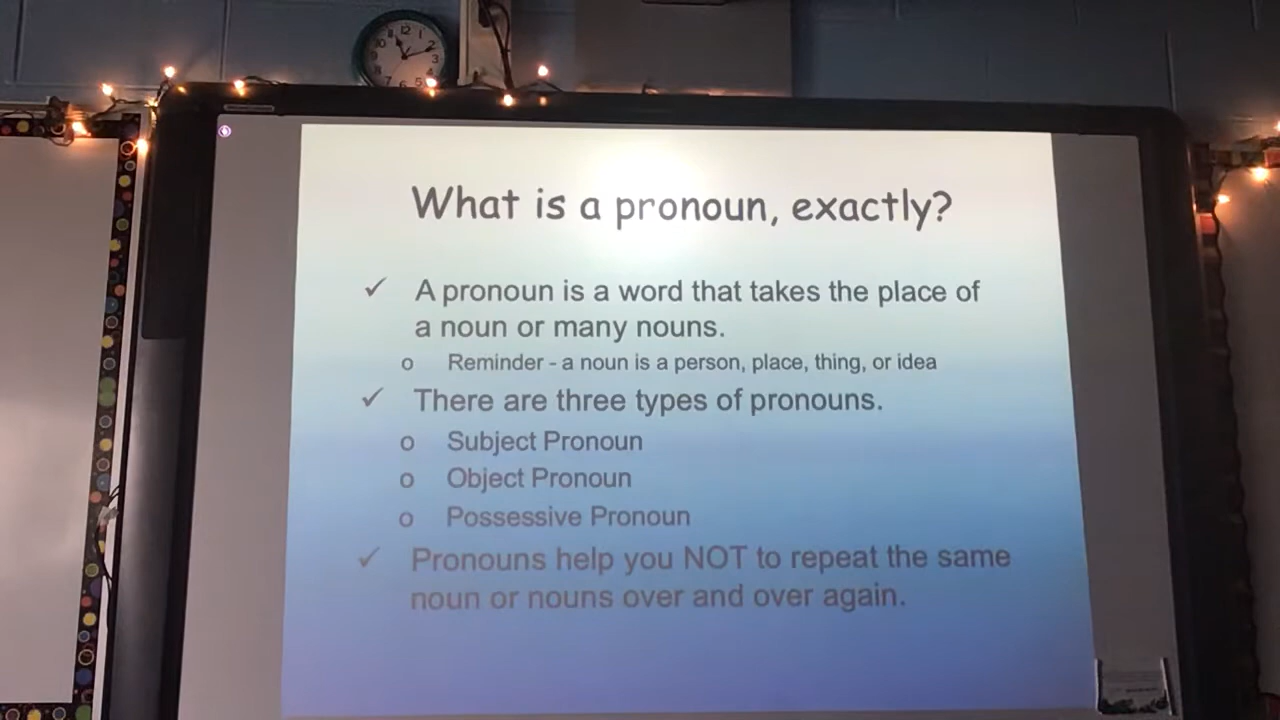 What is a pronoun, exactly?
✓ A pronoun is a word that takes the place of
a noun or many nouns.
o Reminder - a noun is a person, place, thing, or idea
✓ There are three types of pronouns.
o Subject Pronoun
o Object Pronoun
o Possessive Pronoun
✓ Pronouns help you NOT to repeat the same
noun or nouns over and over again.